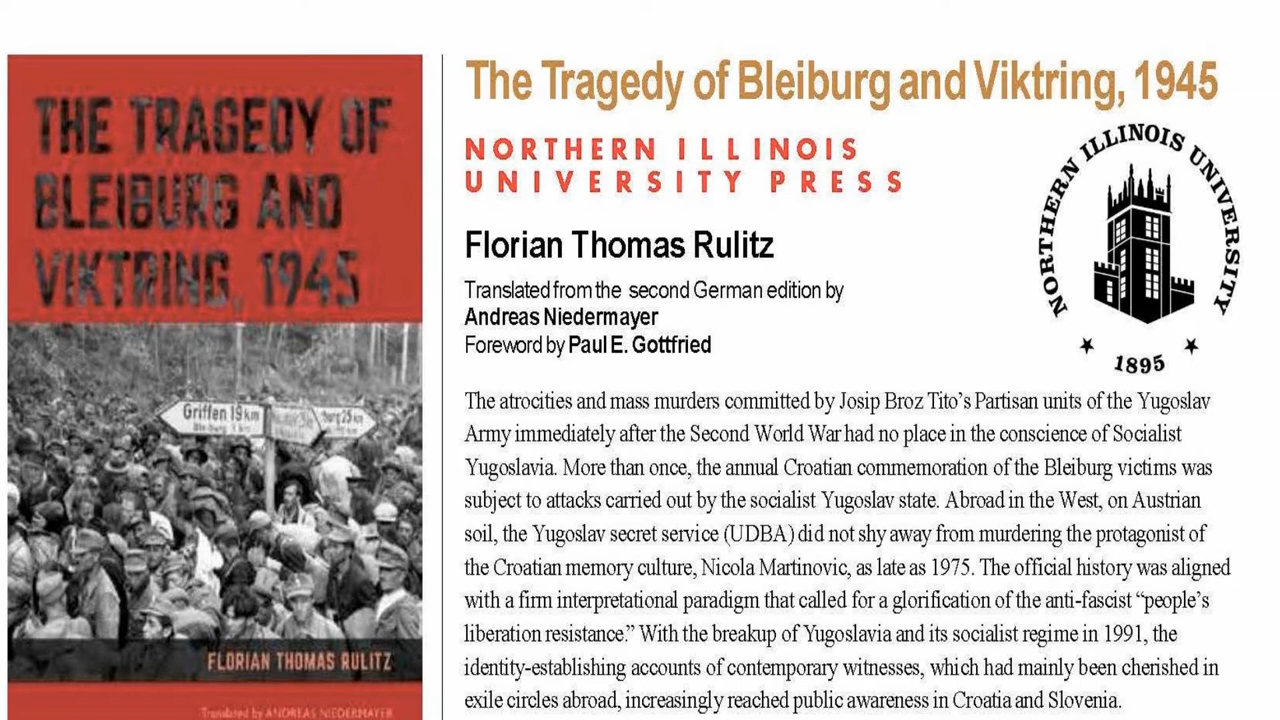 THE TRAGEDY OF
BLEIBURG AND
VIKTRING, 1945
Griffen 19 km
25 km
FLORIAN THOMAS RULITZ
Translated by ANDREAS NIEDERMAYER
The Tragedy of Bleiburg and Viktring, 1945
NORTHERN ILLINOIS
UNIVERSITY PRESS
NORTHERN ILLINOIS UNIVERSITY
1895
Florian Thomas Rulitz
Translated from the second German edition by
Andreas Niedermayer
Foreword by Paul E. Gottfried
The atrocities and mass murders committed by Josip Broz Tito’s Partisan units of the Yugoslav
Army immediately after the Second World War had no place in the conscience of Socialist
Yugoslavia. More than once, the annual Croatian commemoration of the Bleiburg victims was
subject to attacks carried out by the socialist Yugoslav state. Abroad in the West, on Austrian
soil, the Yugoslav secret service (UDBA) did not shy away from murdering the protagonist of
the Croatian memory culture, Nicola Martinovic, as late as 1975. The official history was aligned
with a firm interpretational paradigm that called for a glorification of the anti-fascist “people’s
liberation resistance.” With the breakup of Yugoslavia and its socialist regime in 1991, the
identity-establishing accounts of contemporary witnesses, which had mainly been cherished in
exile circles abroad, increasingly reached public awareness in Croatia and Slovenia.